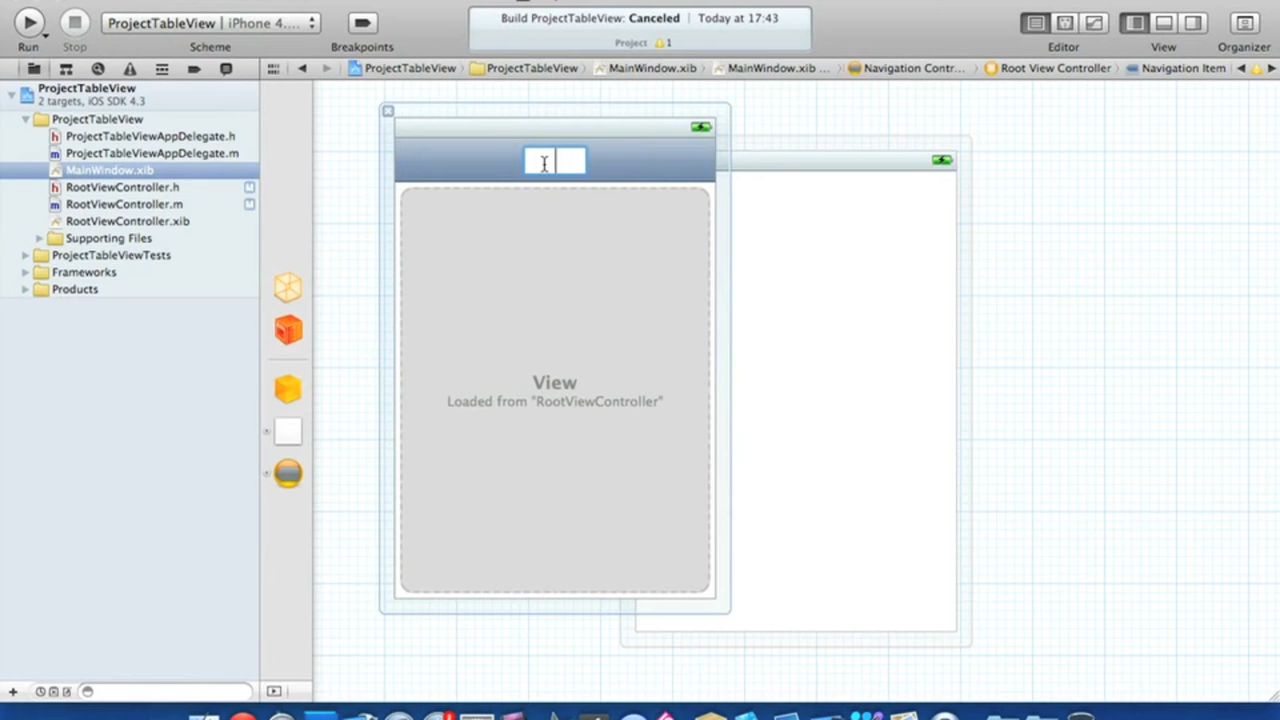 ProjectTableView | iPhone 4....
Build ProjectTableView: Canceled | Today at 17:43
Project 1
Run
Stop
Scheme
Breakpoints
Editor
View
Organizer
ProjectTableView
ProjectTableView
MainWindow.xib
MainWindow.xib ...
Navigation Contr...
Root View Controller
Navigation Item
ProjectTableView
2 targets, iOS SDK 4.3
ProjectTableView
h ProjectTableViewAppDelegate.h
m ProjectTableViewAppDelegate.m
MainWindow.xib
h RootViewController.h M
m RootViewController.m M
RootViewController.xib
Supporting Files
ProjectTableViewTests
Frameworks
Products
View
Loaded from "RootViewController"